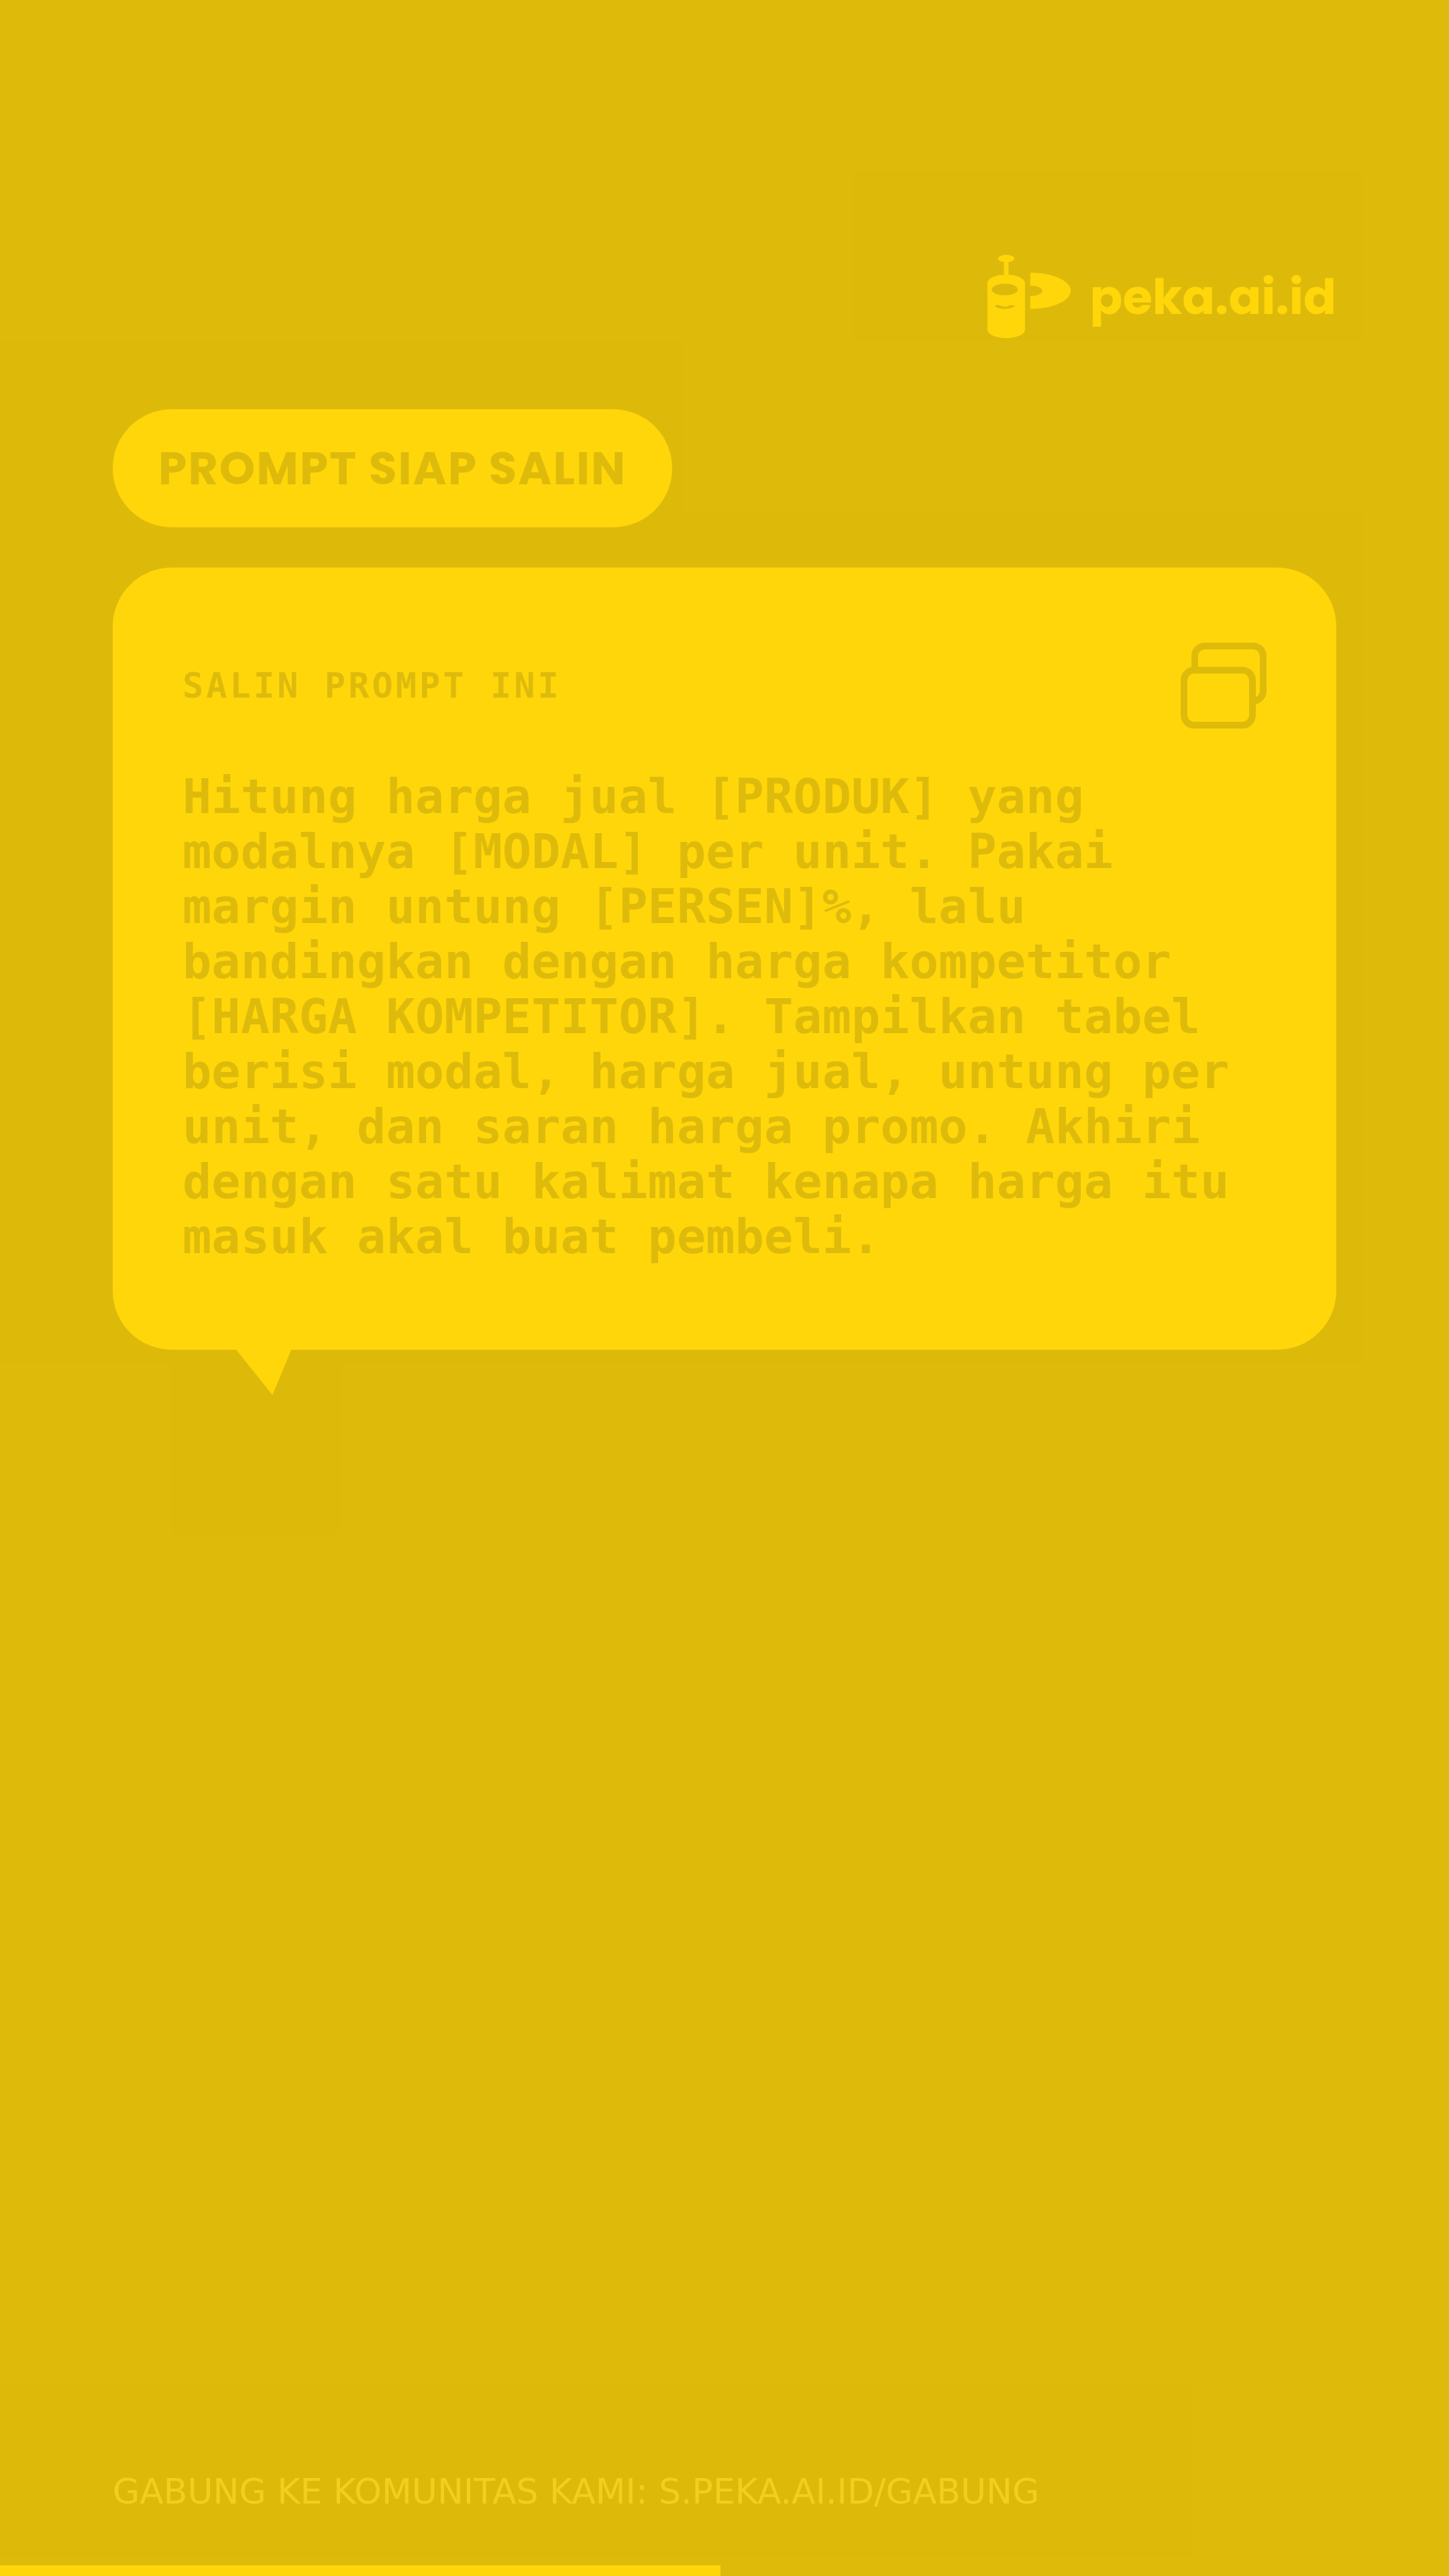 peka.ai.id
PROMPT SIAP SALIN
SALIN PROMPT INI
Hitung harga jual [PRODUK] yang
modalnya [MODAL] per unit. Pakai
margin untung [PERSEN]%, lalu
bandingkan dengan harga kompetitor
[HARGA KOMPETITOR]. Tampilkan tabel
berisi modal, harga jual, untung per
unit, dan saran harga promo. Akhiri
dengan satu kalimat kenapa harga itu
masuk akal buat pembeli.
GABUNG KE KOMUNITAS KAMI: S.PEKA.AI.ID/GABUNG